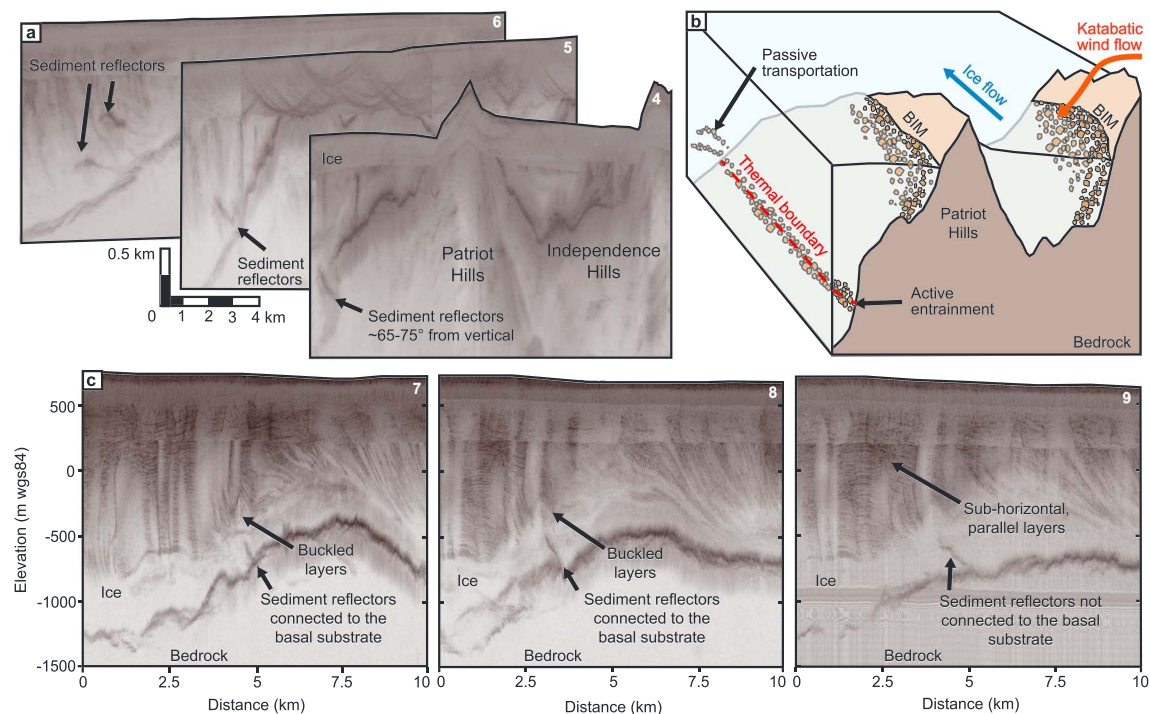 a
6
Sediment reflectors
5
4
Ice
Patriot
Hills
Independence
Hills
Sediment
reflectors
Sediment reflectors
~65-75° from vertical
0.5 km
0 1 2 3 4 km
b
Katabatic
wind flow
Passive
transportation
Ice flow
BIM
BIM
Thermal boundary
Patriot
Hills
Active
entrainment
Bedrock
c
7
Elevation (m wgs84)
500
0
-500
-1000
-1500
Buckled
layers
Ice
Sediment reflectors
connected to the
basal substrate
Bedrock
0 2.5 5 7.5 10
Distance (km)
8
Buckled
layers
Ice
Sediment reflectors
connected to the
basal substrate
Bedrock
2.5 5 7.5 10
Distance (km)
9
Sub-horizontal,
parallel layers
Ice
Sediment reflectors not
connected to the basal
substrate
Bedrock
0 2.5 5 7.5 10
Distance (km)